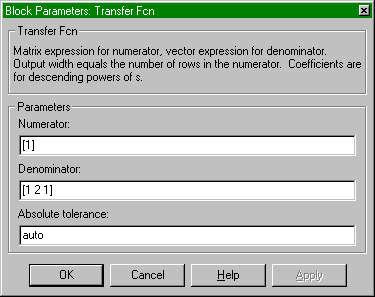 Block Parameters: Transfer Fcn
Transfer Fcn
Matrix expression for numerator, vector expression for denominator.
Output width equals the number of rows in the numerator.  Coefficients are
for descending powers of s.
Parameters
Numerator:
[1]
Denominator:
[1 2 1]
Absolute tolerance:
auto
OK Cancel Help Apply